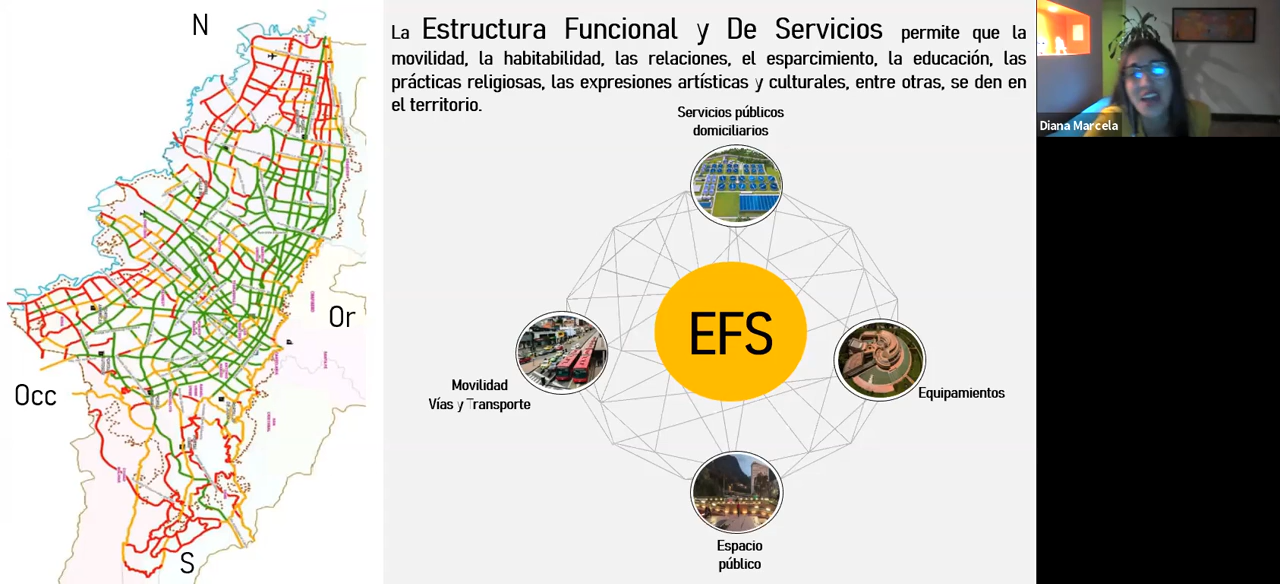 N
Or
Occ
S
La Estructura Funcional y De Servicios permite que la
movilidad, la habitabilidad, las relaciones, el esparcimiento, la educación, las
prácticas religiosas, las expresiones artísticas y culturales, entre otras, se den en
el territorio.
Servicios públicos
domiciliarios
EFS
Movilidad
Vías y Transporte
Equipamientos
Espacio
público
Diana Marcela